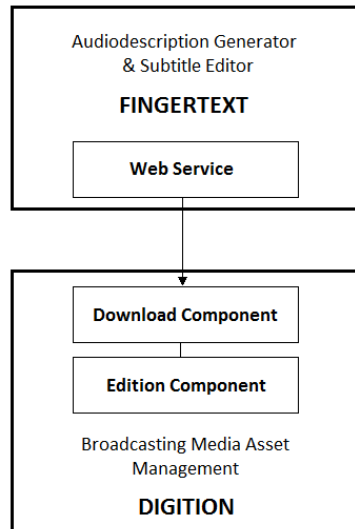 Audiodescription Generator
& Subtitle Editor
FINGERTEXT
Web Service
Download Component
Edition Component
Broadcasting Media Asset
Management
DIGITION